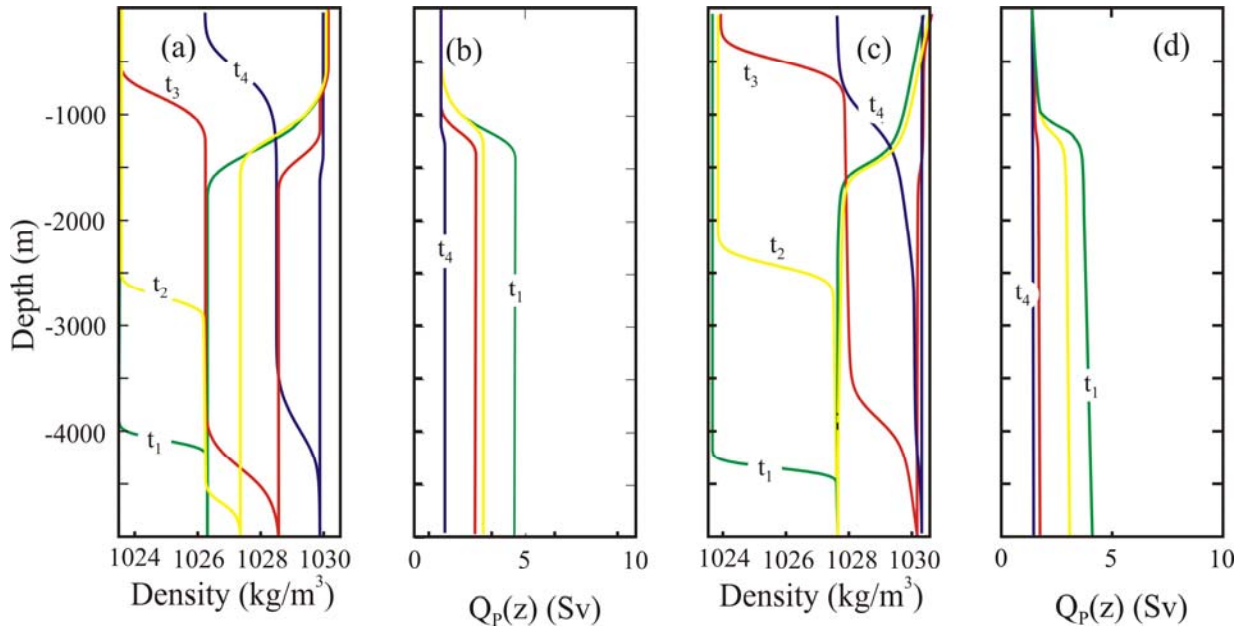 (a)
(b)
(c)
(d)
t4
t3
t2
t1
t4
t1
t3
t4
t2
t1
t4
t1
-1000
-2000
-3000
-4000
Depth (m)
1024 1026 1028 1030
0 5 10
1024 1026 1028 1030
0 5 10
Density (kg/m³)
QP(z) (Sv)
Density (kg/m³)
QP(z) (Sv)